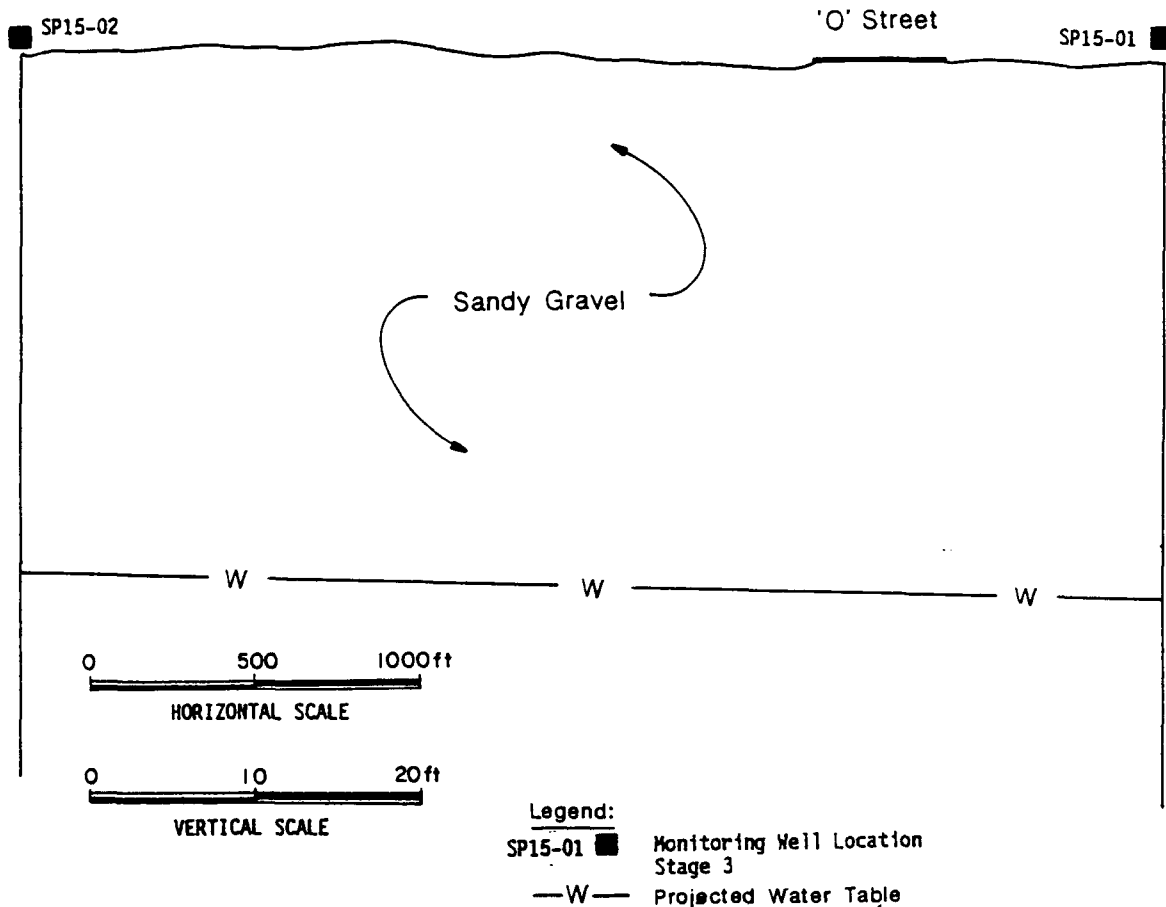 SP15-02
'O' Street
SP15-01
Sandy Gravel
W
W
W
0 500 1000ft
HORIZONTAL SCALE
0 10 20ft
VERTICAL SCALE
Legend:
SP15-01 Monitoring Well Location
Stage 3
W Projected Water Table